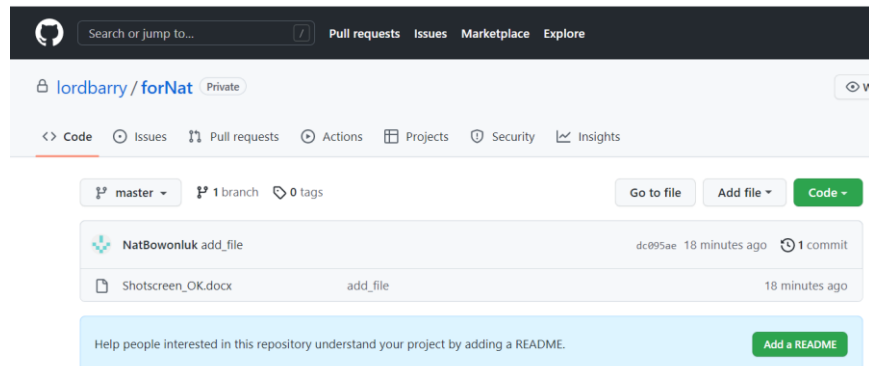 Search or jump to... / Pull requests Issues Marketplace Explore
lordbarry / forNat Private
<> Code Issues Pull requests Actions Projects Security Insights
master 1 branch 0 tags Go to file Add file Code
NatBowonluk add_file dc095ae 18 minutes ago 1 commit
Shotscreen_OK.docx add_file 18 minutes ago
Help people interested in this repository understand your project by adding a README. Add a README